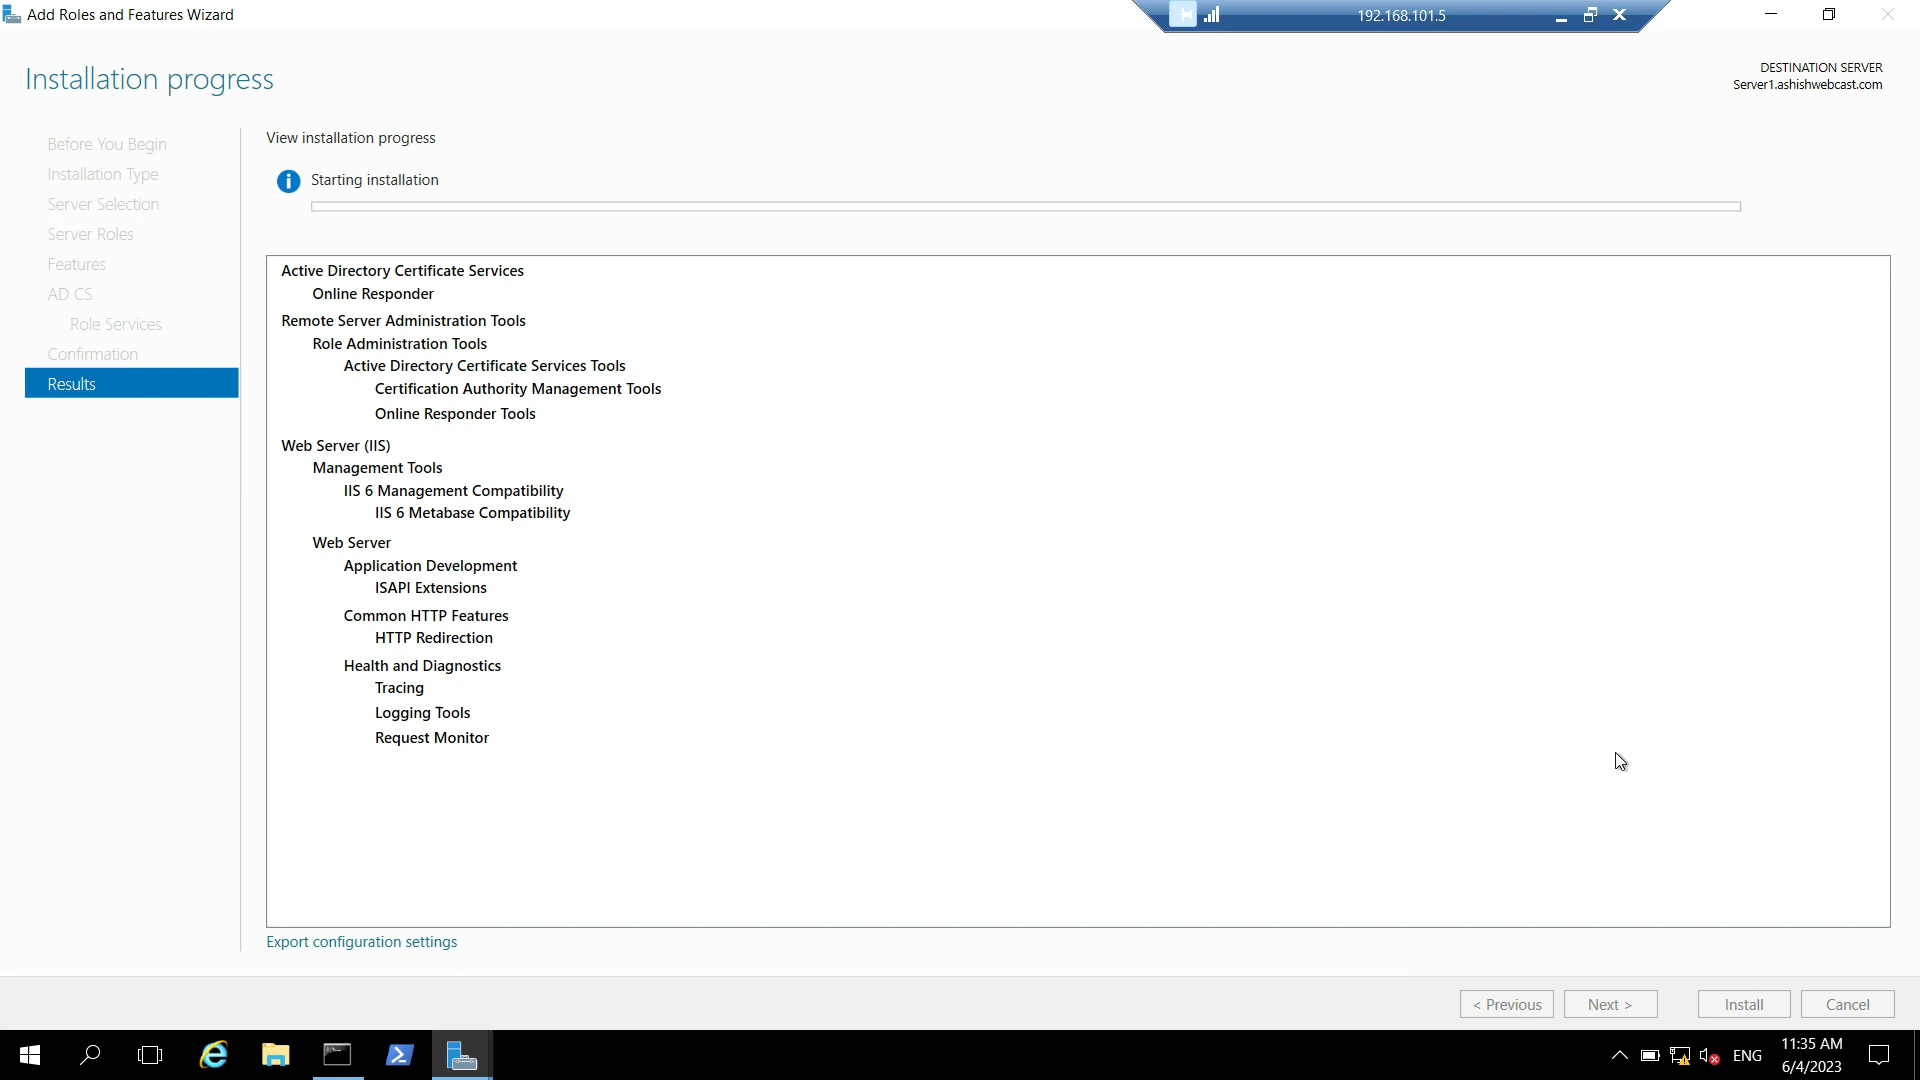 Add Roles and Features Wizard
192.168.101.5
Installation progress
DESTINATION SERVER
Server1.ashishwebcast.com
Before You Begin
Installation Type
Server Selection
Server Roles
Features
AD CS
Role Services
Confirmation
Results
View installation progress
Starting installation
Active Directory Certificate Services
Online Responder
Remote Server Administration Tools
Role Administration Tools
Active Directory Certificate Services Tools
Certification Authority Management Tools
Online Responder Tools
Web Server (IIS)
Management Tools
IIS 6 Management Compatibility
IIS 6 Metabase Compatibility
Web Server
Application Development
ISAPI Extensions
Common HTTP Features
HTTP Redirection
Health and Diagnostics
Tracing
Logging Tools
Request Monitor
Export configuration settings
< Previous
Next >
Install
Cancel
ENG
11:35 AM
6/4/2023